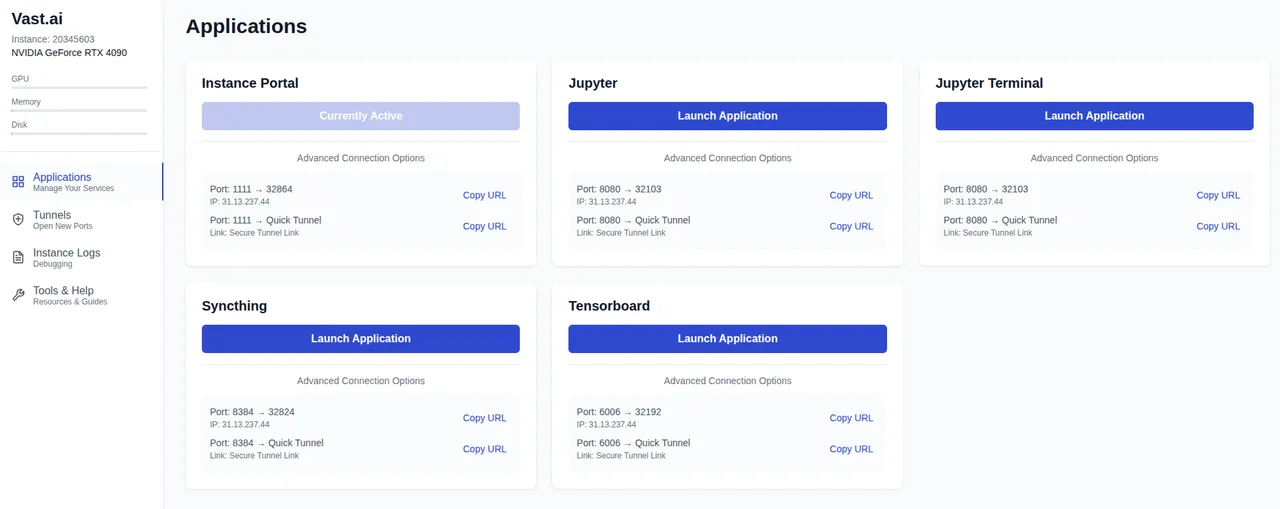 Vast.ai
Instance: 20345603
NVIDIA GeForce RTX 4090
GPU
Memory
Disk
Applications
Manage Your Services
Tunnels
Open New Ports
Instance Logs
Debugging
Tools & Help
Resources & Guides
Applications
Instance Portal
Currently Active
Advanced Connection Options
Port: 1111 → 32864
IP: 31.13.237.44
Copy URL
Port: 1111 → Quick Tunnel
Link: Secure Tunnel Link
Copy URL
Jupyter
Launch Application
Advanced Connection Options
Port: 8080 → 32103
IP: 31.13.237.44
Copy URL
Port: 8080 → Quick Tunnel
Link: Secure Tunnel Link
Copy URL
Jupyter Terminal
Launch Application
Advanced Connection Options
Port: 8080 → 32103
IP: 31.13.237.44
Copy URL
Port: 8080 → Quick Tunnel
Link: Secure Tunnel Link
Copy URL
Syncthing
Launch Application
Advanced Connection Options
Port: 8384 → 32824
IP: 31.13.237.44
Copy URL
Port: 8384 → Quick Tunnel
Link: Secure Tunnel Link
Copy URL
Tensorboard
Launch Application
Advanced Connection Options
Port: 6006 → 32192
IP: 31.13.237.44
Copy URL
Port: 6006 → Quick Tunnel
Link: Secure Tunnel Link
Copy URL